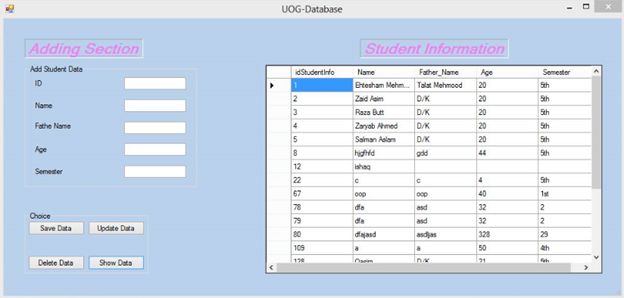 UOG-Database
Adding Section
Student Information
Add Student Data
ID
Name
Fathe Name
Age
Semester
Choice
Save Data Update Data
Delete Data Show Data
idStudentInfo Name Father_Name Age Semester
1 Ehtesham Mehm... Talat Mehmood 20 5th
2 Zaid Asim D/K 20 5th
3 Raza Butt D/K 20 5th
4 Zaryab Ahmed D/K 20 5th
5 Salman Aslam D/K 20 5th
8 hjgfhfd gdd 44 5th
12 ishaq
22 c c 4 5th
67 oop oop 40 1st
78 dfa asd 32 2
79 dfa asd. 32 2
80 dfajasd asdljas 328 29
109 a a 50 4th
128 Qasim D/K 21 5th